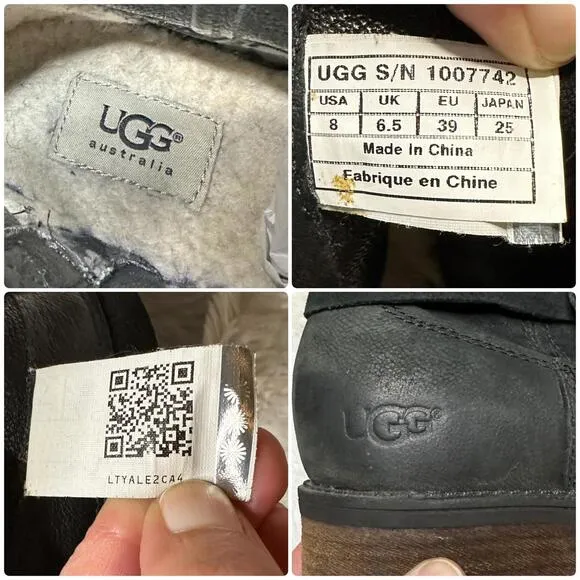 UGG®
australia
UGG S/N 1007742
USA UK EU JAPAN
8 6.5 39 25
Made In China
Fabrique en Chine
LTYALE2CA4
UGG®